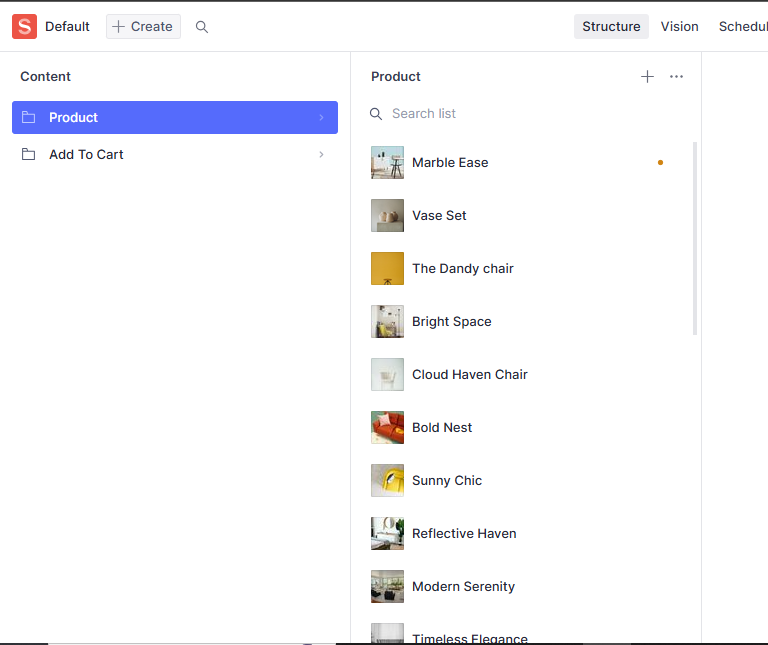 S Default + Create Structure Vision Schedul
Content
Product
Add To Cart
Product
Search list
Marble Ease
Vase Set
The Dandy chair
Bright Space
Cloud Haven Chair
Bold Nest
Sunny Chic
Reflective Haven
Modern Serenity
Timeless Elegance